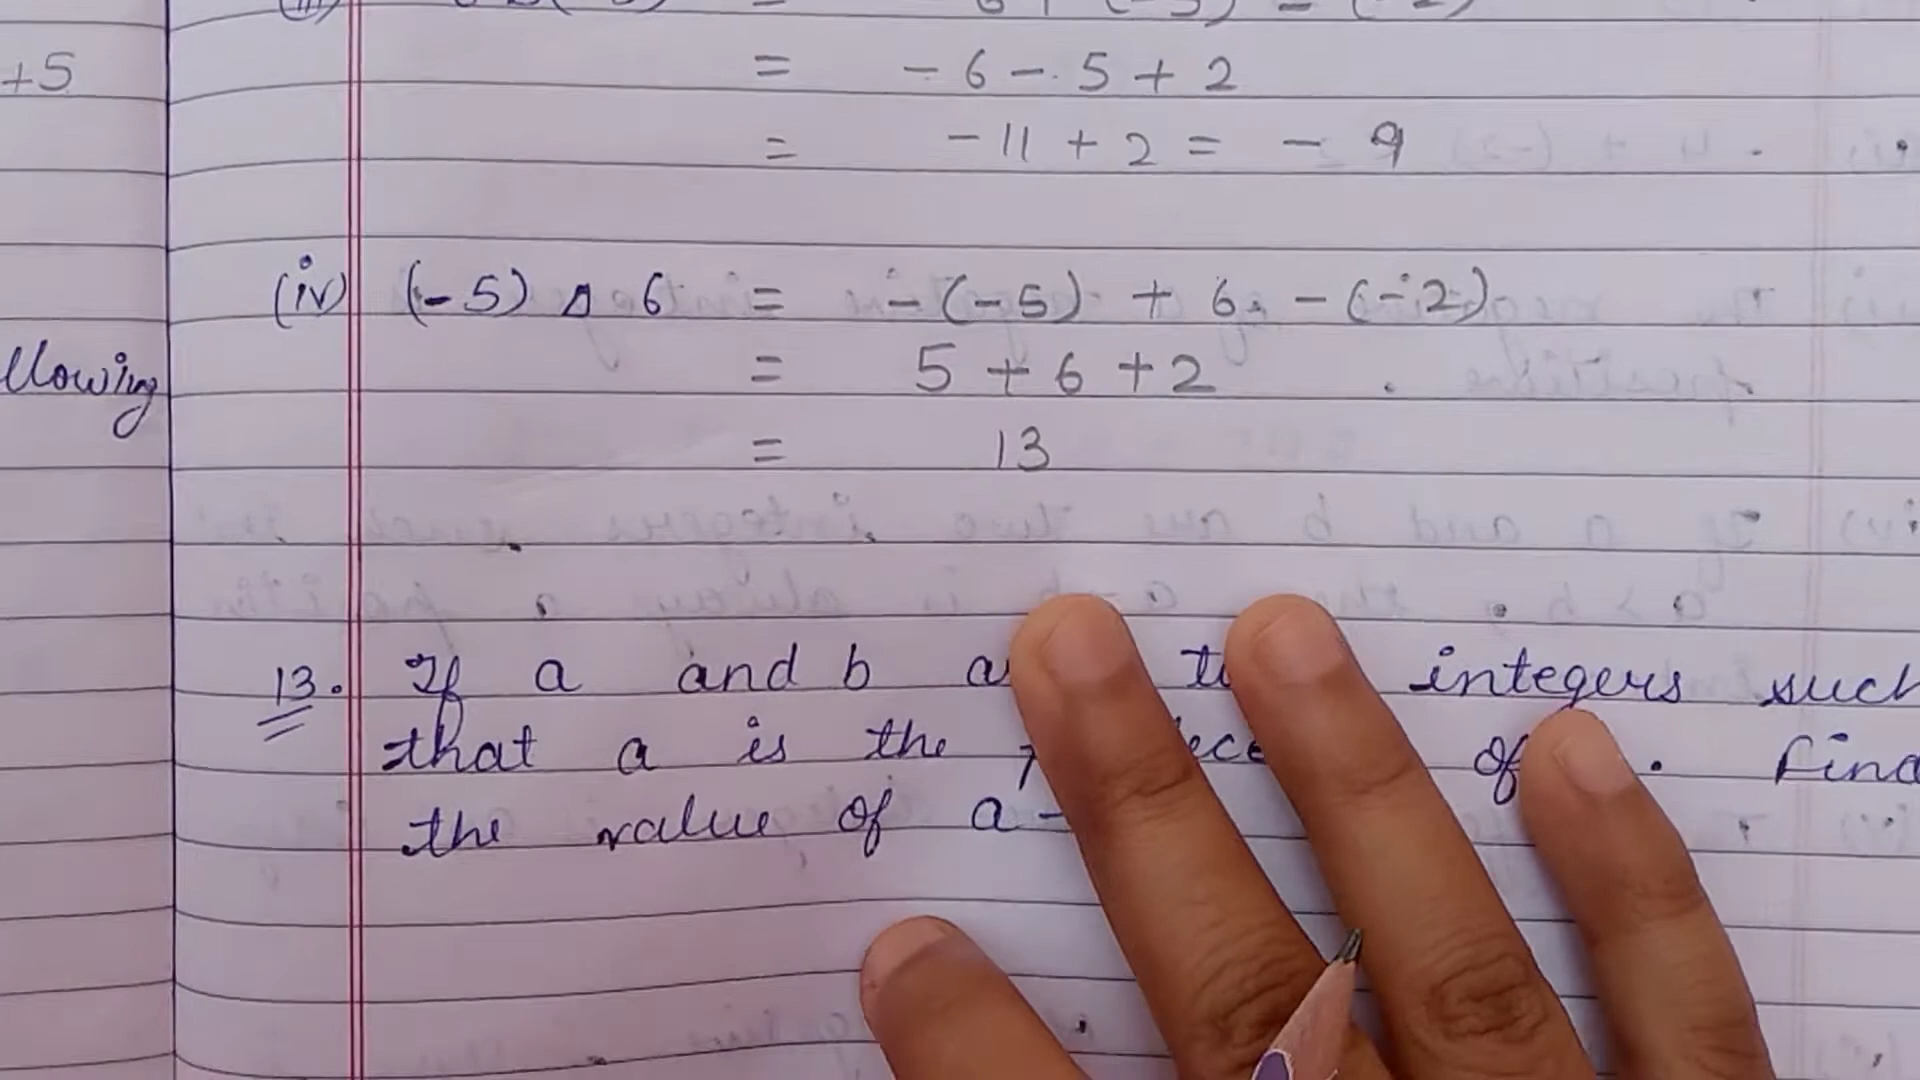 +5
= - 6 - 5 + 2
= - 11 + 2 = - 9
(iv) (-5) Δ 6 = - (-5) + 6 - (-2)
= 5 + 6 + 2
llowing
= 13
13. If a and b integers such
that a is the of . Find
the value of a -